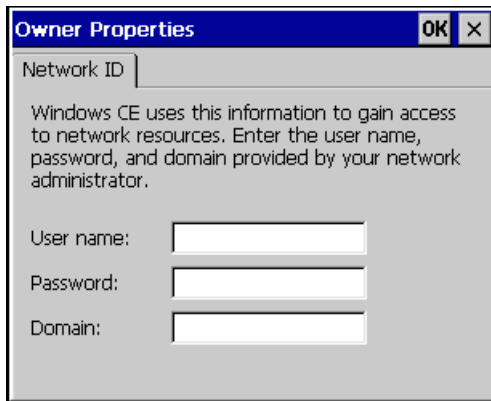 Owner Properties OK ×
Network ID
Windows CE uses this information to gain access
to network resources. Enter the user name,
password, and domain provided by your network
administrator.
User name:
Password:
Domain: